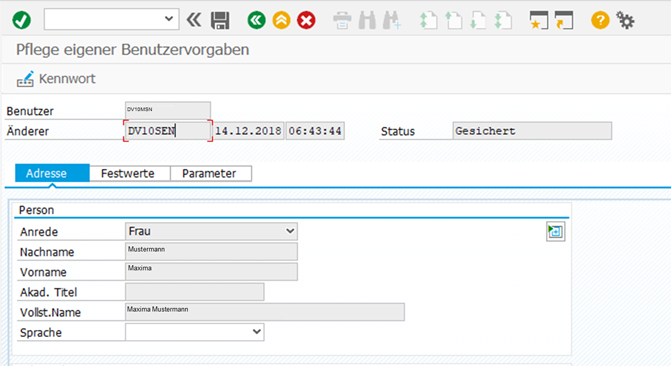 Pflege eigener Benutzervorgaben
Kennwort
Benutzer DV10MSN
Änderer DV10SEN 14.12.2018 06:43:44 Status Gesichert
Adresse Festwerte Parameter
Person
Anrede Frau
Nachname Mustermann
Vorname Maxima
Akad. Titel
Vollst.Name Maxima Mustermann
Sprache